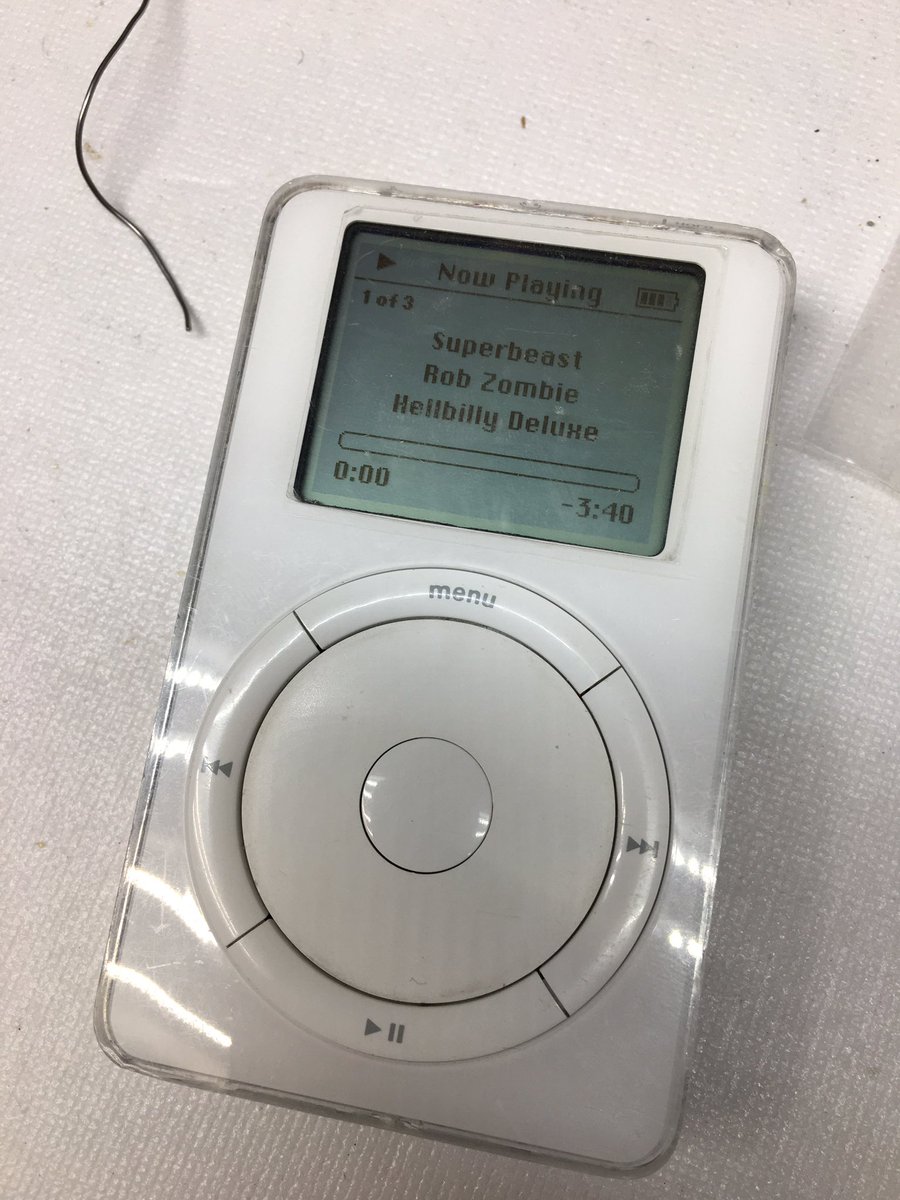 Now Playing
1 of 3
Superbeast
Rob Zombie
Hellbilly Deluxe
0:00
-3:40
menu